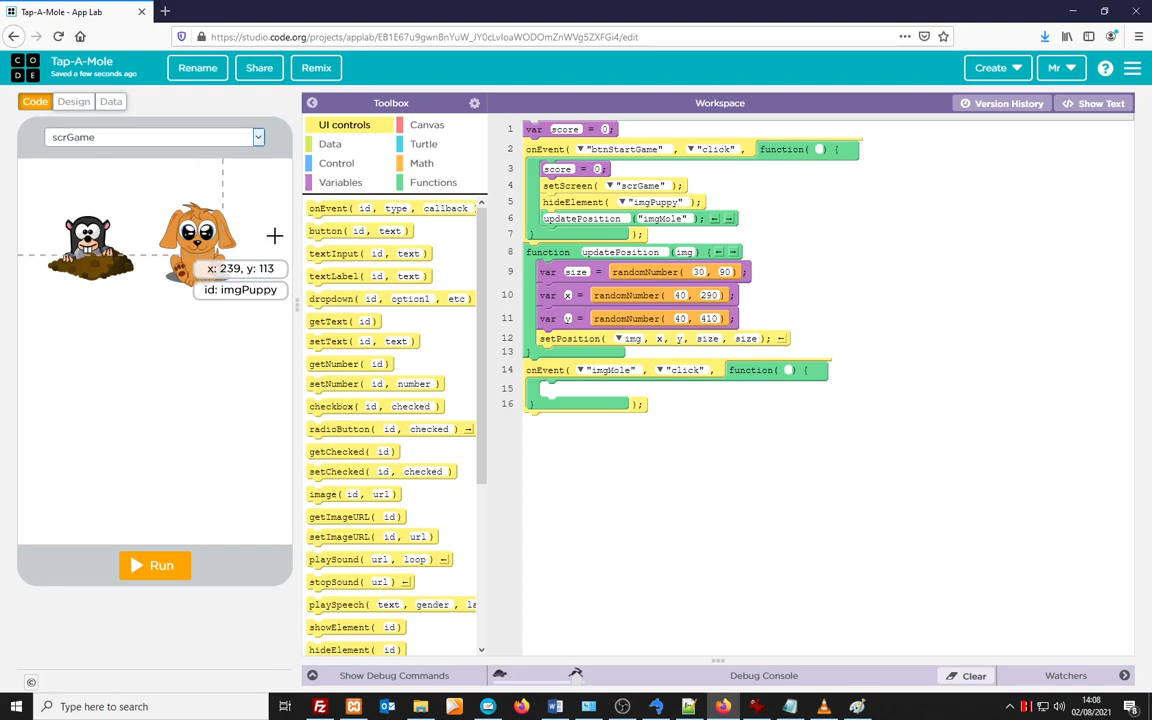 Tap-A-Mole - App Lab
https://studio.code.org/projects/applab/EB1E67u9gwnBnYuW_JY0cLvIoaWODOmZnWVg5ZXFGi4/edit
C O D E
Tap-A-Mole
Saved a few seconds ago
Rename
Share
Remix
Create
Mr
?
Code
Design
Data
Toolbox
Workspace
Version History
</> Show Text
scrGame
x: 239, y: 113
id: imgPuppy
Run
UI controls
Canvas
Data
Turtle
Control
Math
Variables
Functions
onEvent( id, type, callback
button( id, text)
textInput( id, text)
textLabel( id, text)
dropdown( id, option1 , etc)
getText( id)
setText( id, text)
getNumber( id)
setNumber( id, number )
checkbox( id, checked)
radioButton( id, checked)
getChecked( id)
setChecked( id, checked)
image( id, url)
getImageURL( id)
setImageURL( id, url)
playSound( url, loop)
stopSound( url)
playSpeech( text, gender, la
showElement( id)
hideElement( id)
1 var score = 0;
2 onEvent( "btnStartGame" , "click" , function( ) {
3 score = 0;
4 setScreen( "scrGame" );
5 hideElement( "imgPuppy" );
6 updatePosition ("imgMole" );
7 } );
8 function updatePosition (img) {
9 var size = randomNumber( 30, 90) ;
10 var x = randomNumber( 40, 290) ;
11 var y = randomNumber( 40, 410) ;
12 setPosition( img, x, y, size, size);
13 }
14 onEvent( "imgMole" , "click" , function( ) {
15
16 } );
Show Debug Commands
Debug Console
Clear
Watchers
Type here to search
14:08
02/08/2021